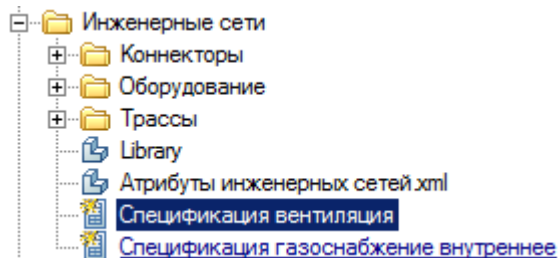 Инженерные сети
Коннекторы
Оборудование
Трассы
Library
Атрибуты инженерных сетей.xml
Спецификация вентиляция
Спецификация газоснабжение внутреннее